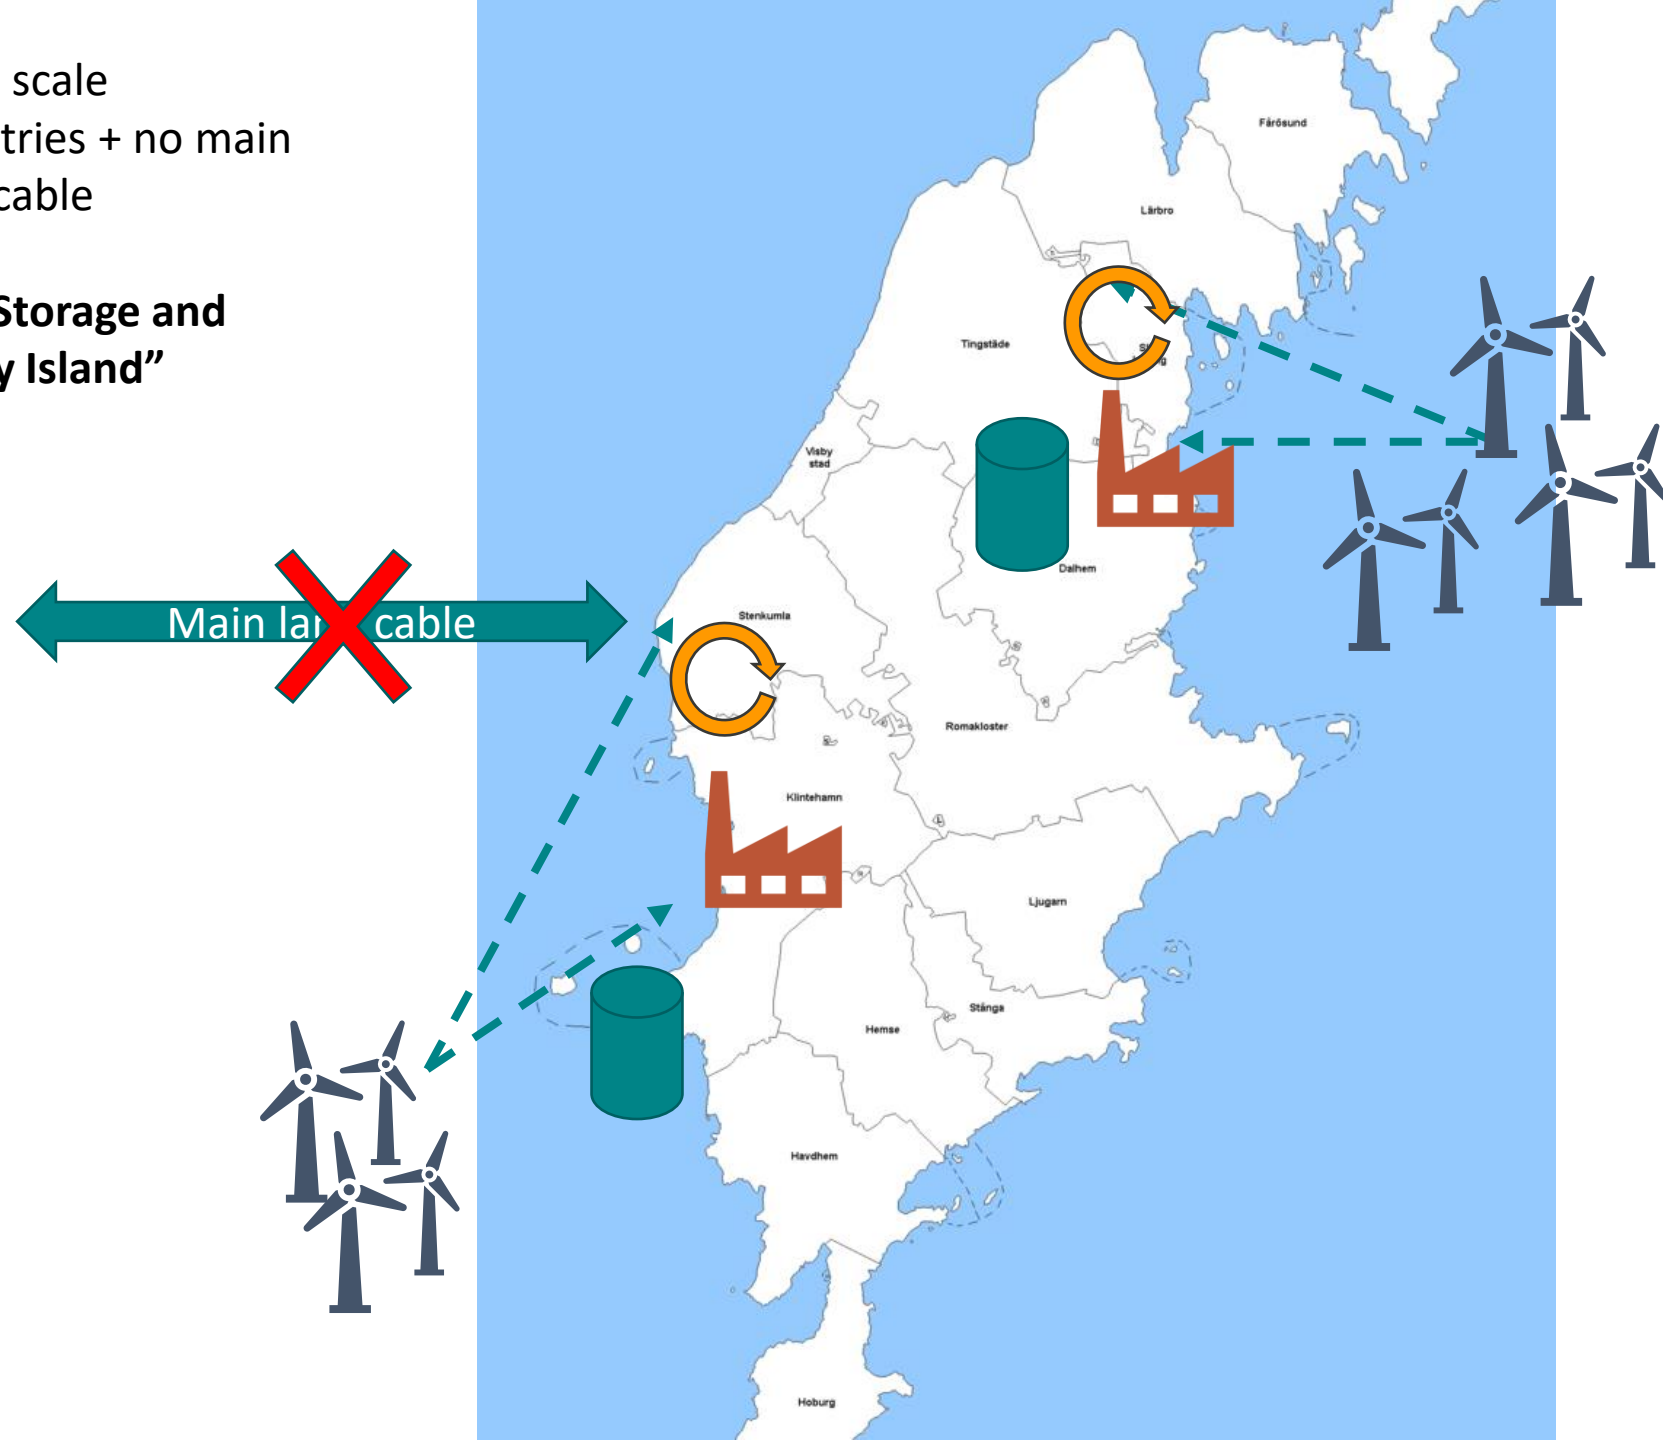 scale
tries + no main
cable
Storage and
y Island”
Main lan cable
Fårösund
Lärbro
Tingstäde
Visby
stad
Dalhem
Stenkumla
Romakloster
Klintehamn
Ljugarn
Stånga
Hemse
Havdhem
Hoburg